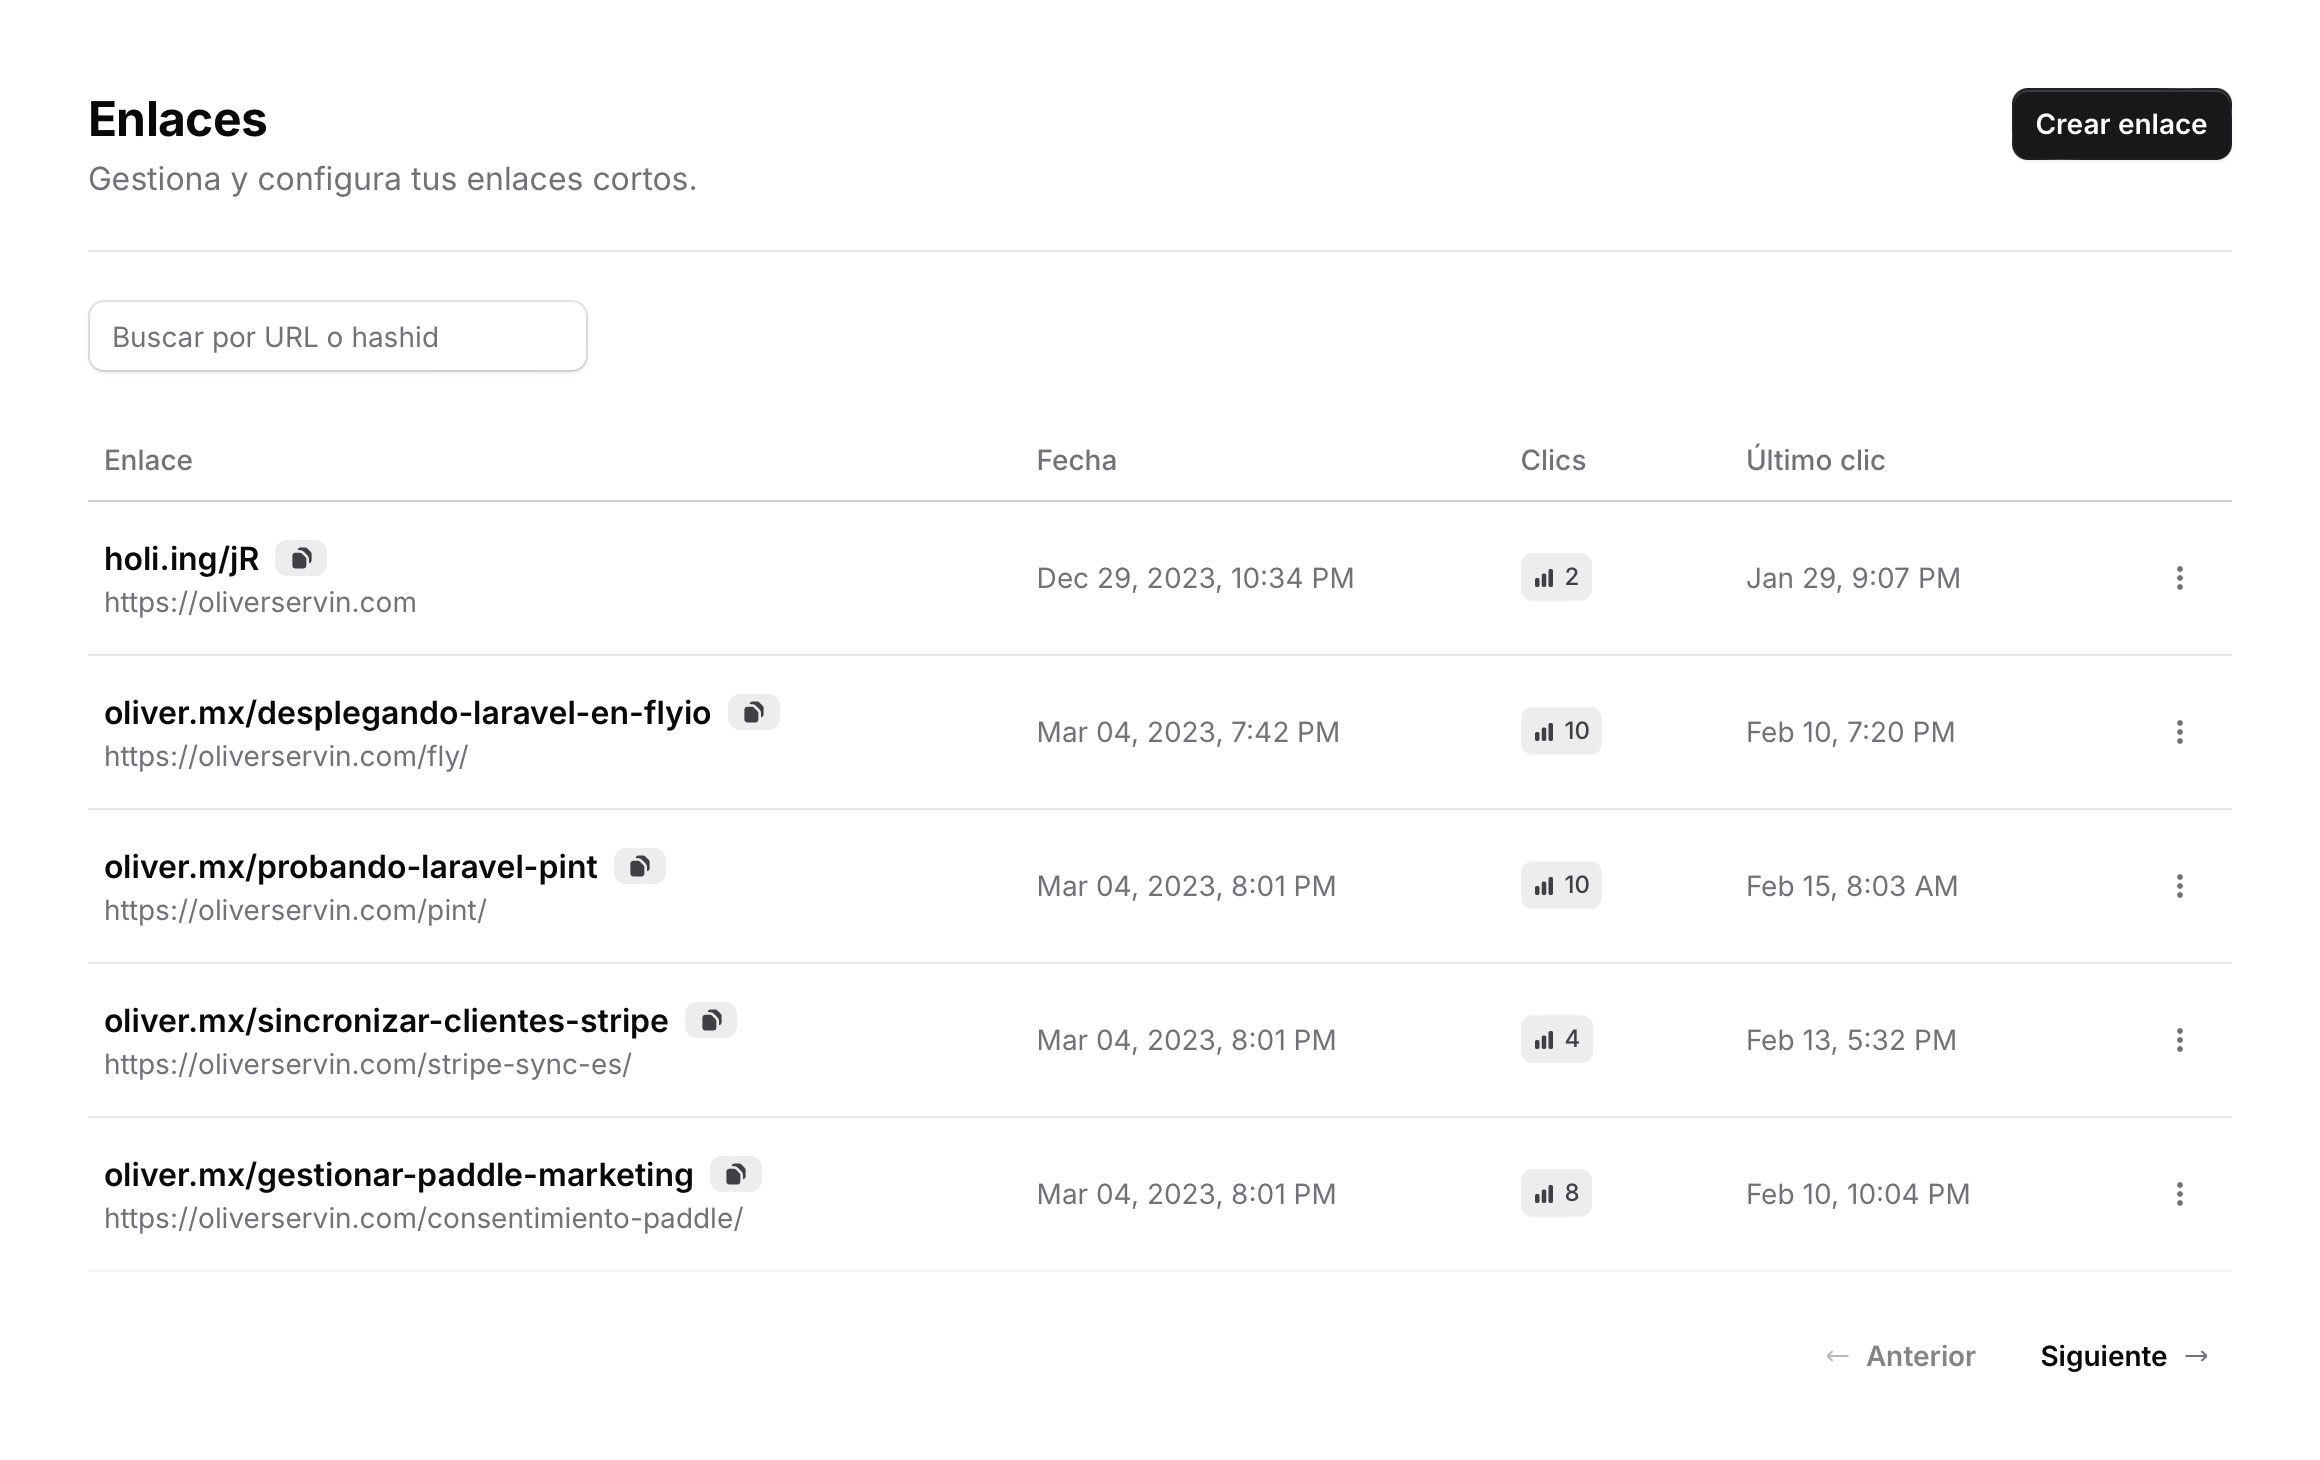 Enlaces
Crear enlace
Gestiona y configura tus enlaces cortos.
Buscar por URL o hashid
Enlace Fecha Clics Último clic
holi.ing/jR
https://oliverservin.com
Dec 29, 2023, 10:34 PM 2 Jan 29, 9:07 PM
oliver.mx/desplegando-laravel-en-flyio
https://oliverservin.com/fly/
Mar 04, 2023, 7:42 PM 10 Feb 10, 7:20 PM
oliver.mx/probando-laravel-pint
https://oliverservin.com/pint/
Mar 04, 2023, 8:01 PM 10 Feb 15, 8:03 AM
oliver.mx/sincronizar-clientes-stripe
https://oliverservin.com/stripe-sync-es/
Mar 04, 2023, 8:01 PM 4 Feb 13, 5:32 PM
oliver.mx/gestionar-paddle-marketing
https://oliverservin.com/consentimiento-paddle/
Mar 04, 2023, 8:01 PM 8 Feb 10, 10:04 PM
← Anterior Siguiente →